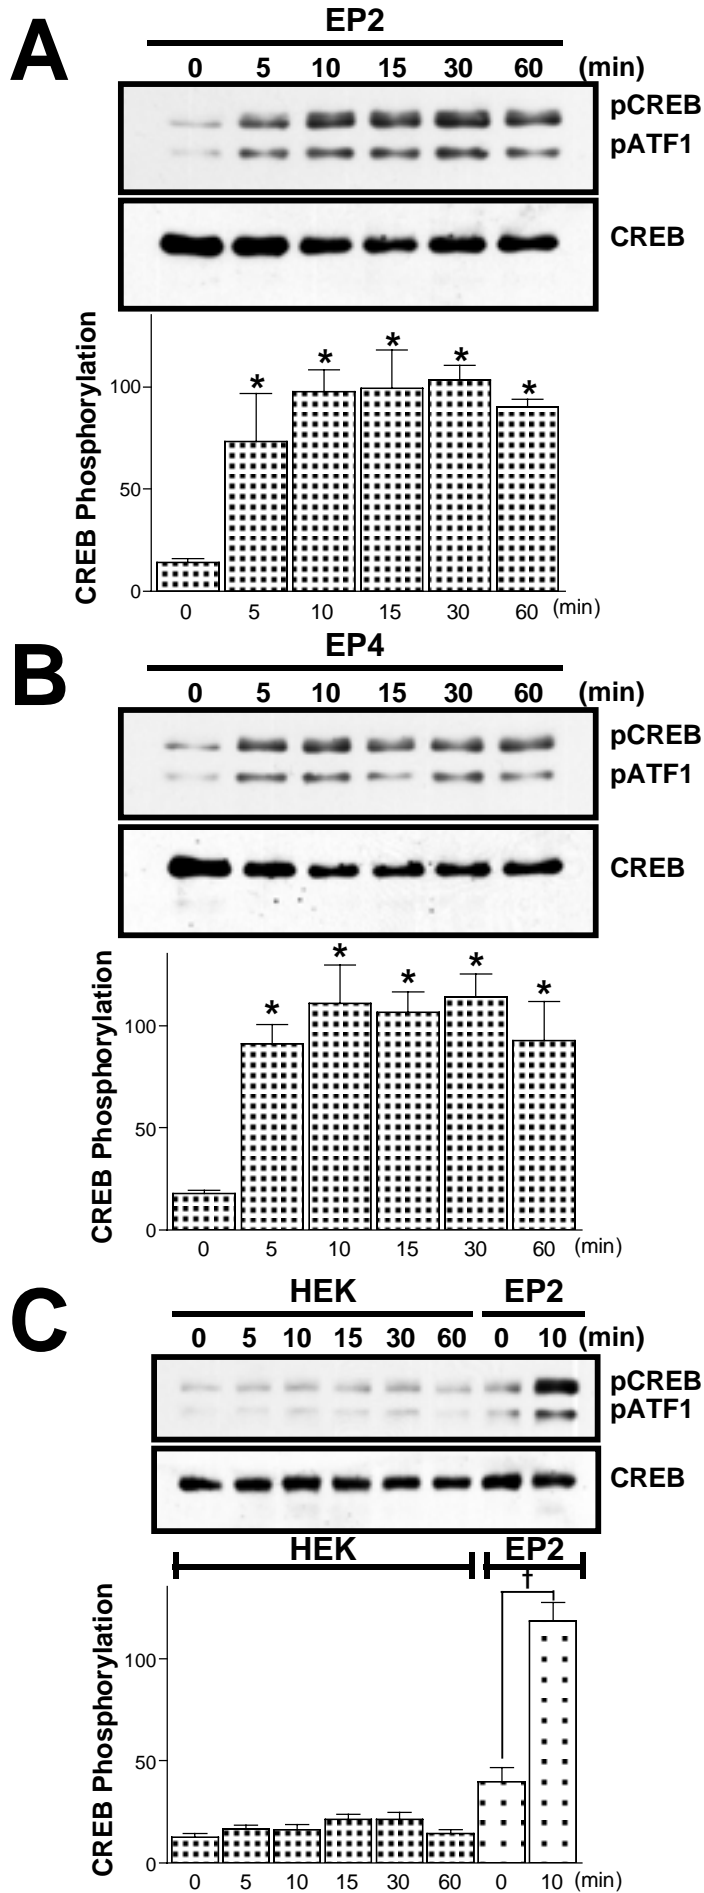 A
EP2
0 5 10 15 30 60 (min)
pCREB
pATF1
CREB
CREB Phosphorylation
* * * * *
100
50
0
0 5 10 15 30 60 (min)
B
EP4
0 5 10 15 30 60 (min)
pCREB
pATF1
CREB
CREB Phosphorylation
* * * * *
100
50
0
0 5 10 15 30 60 (min)
C
HEK EP2
0 5 10 15 30 60 0 10 (min)
pCREB
pATF1
CREB
HEK EP2
†
CREB Phosphorylation
100
50
0
0 5 10 15 30 60 0 10 (min)